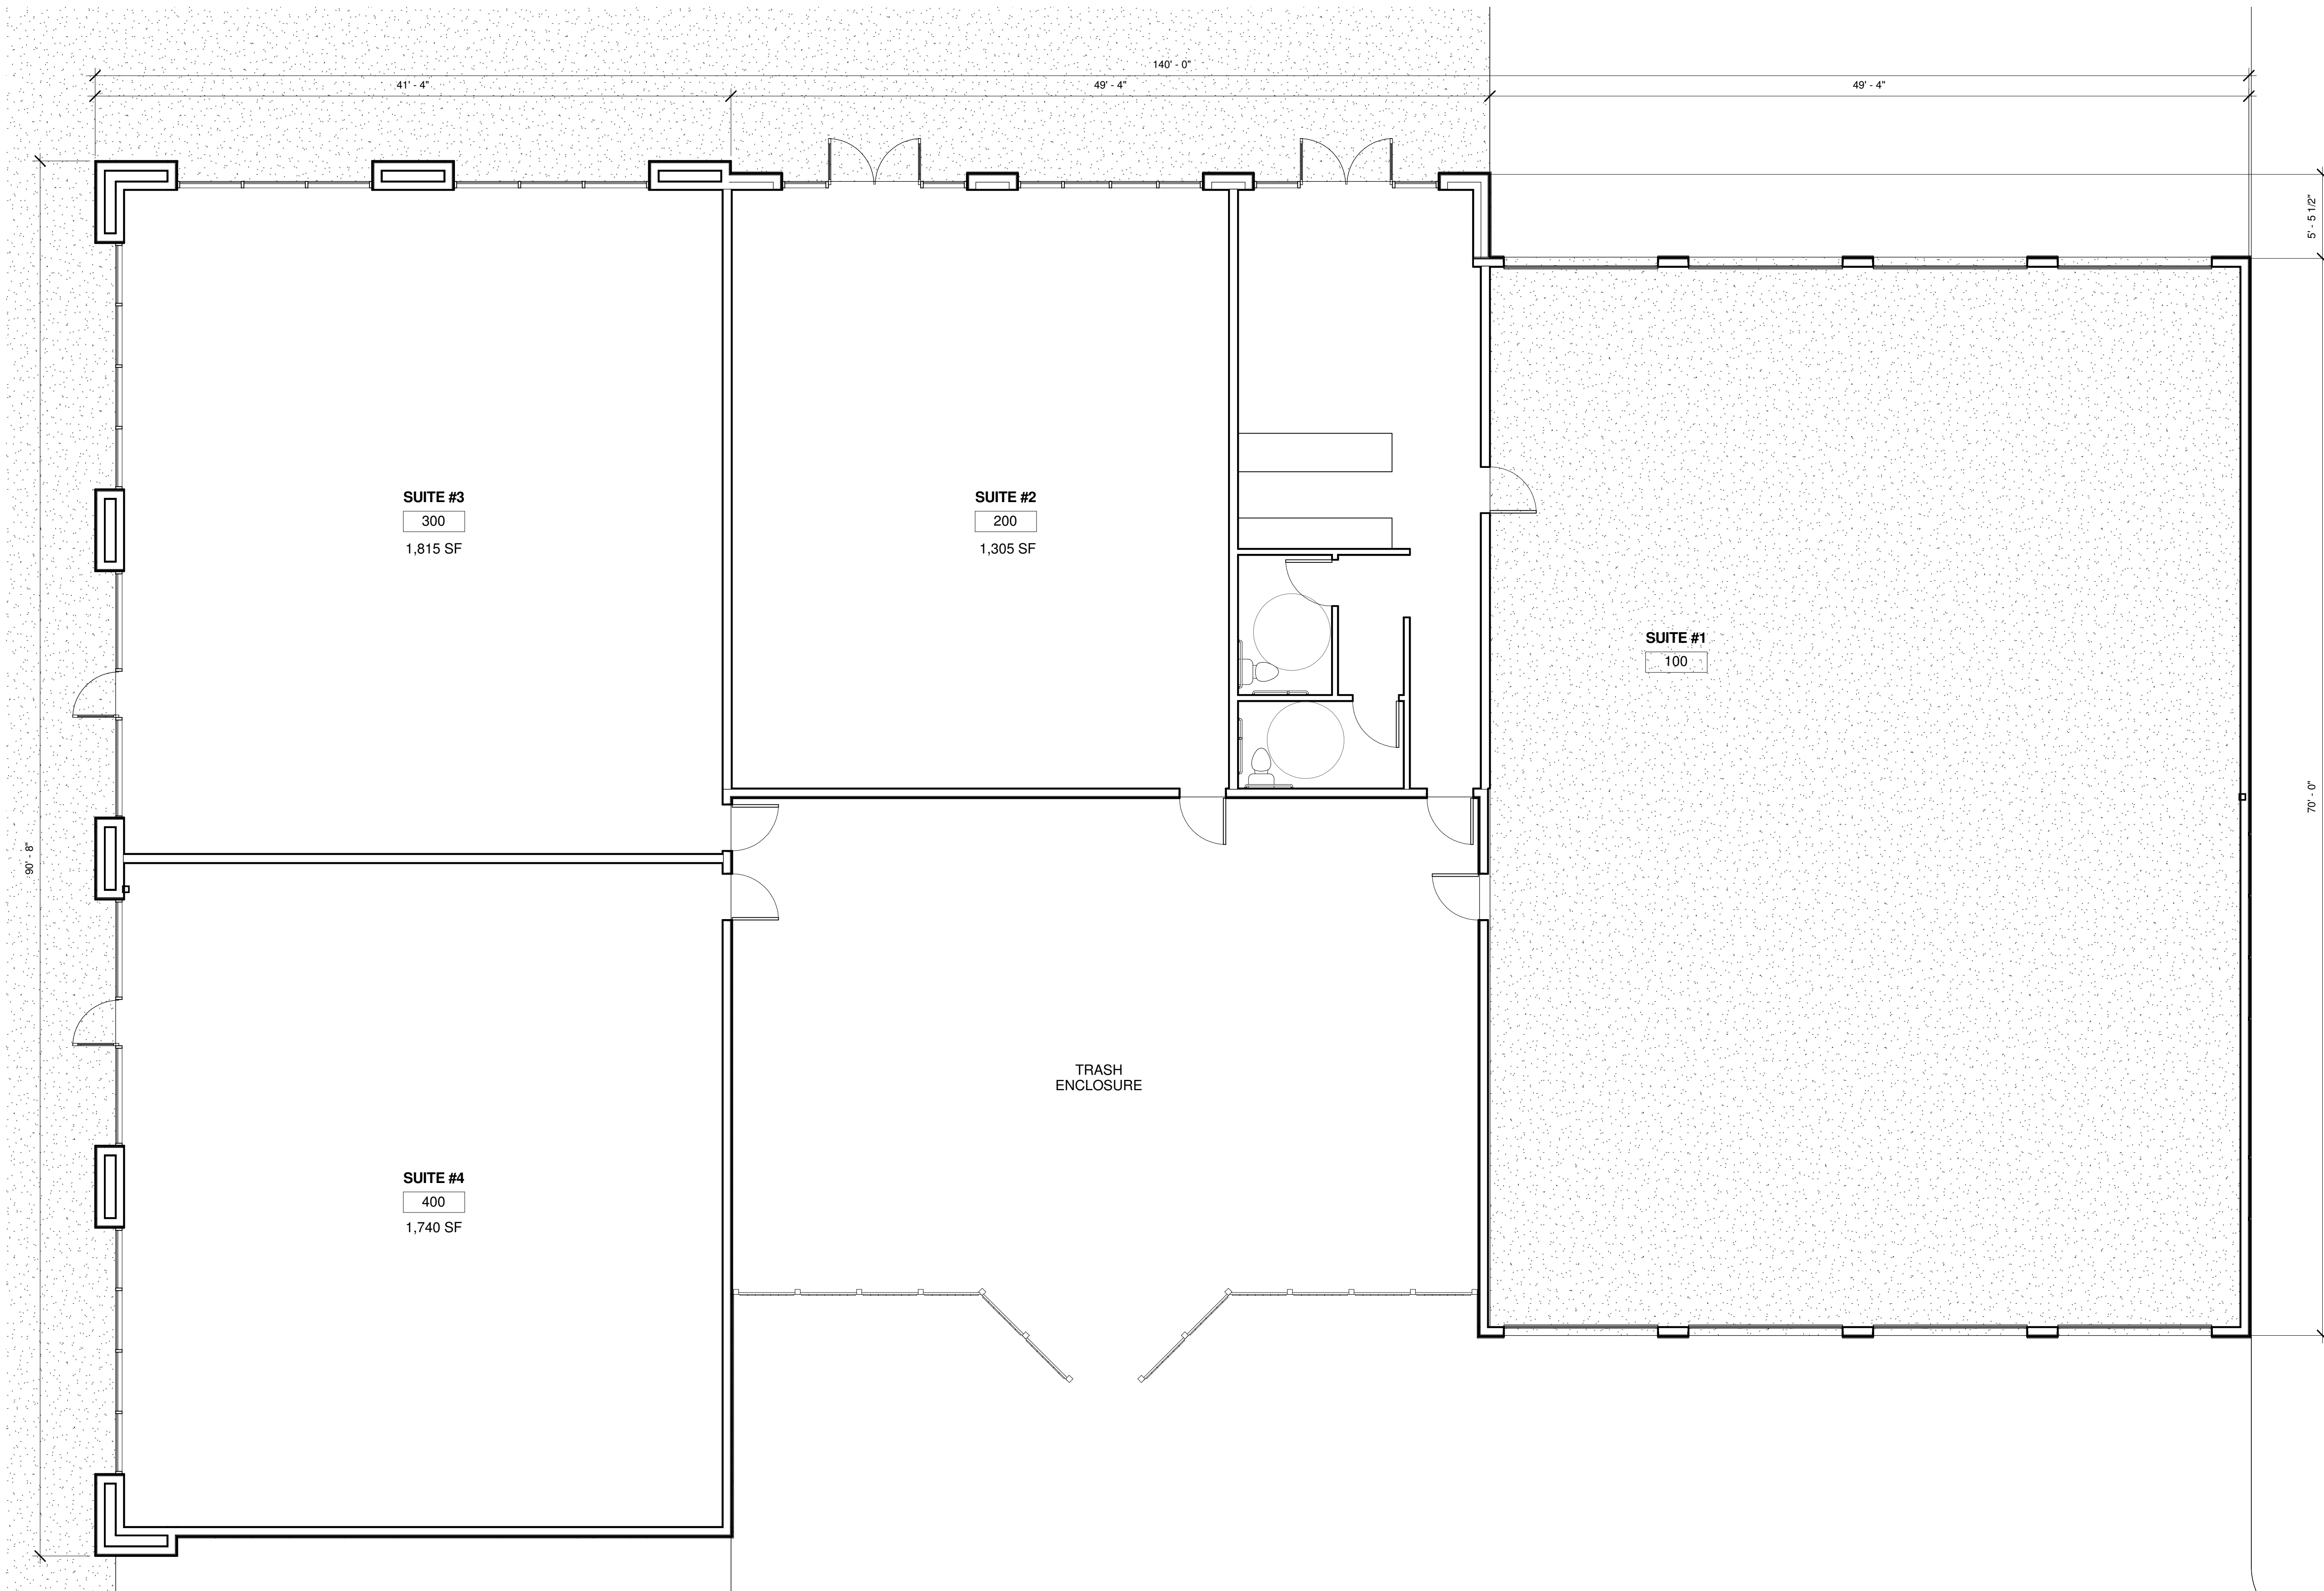 140' - 0"
41' - 4"
49' - 4"
49' - 4"
5' - 5 1/2"
SUITE #3
300
1,815 SF
SUITE #2
200
1,305 SF
SUITE #1
100
70' - 0"
90' - 8"
TRASH
ENCLOSURE
SUITE #4
400
1,740 SF